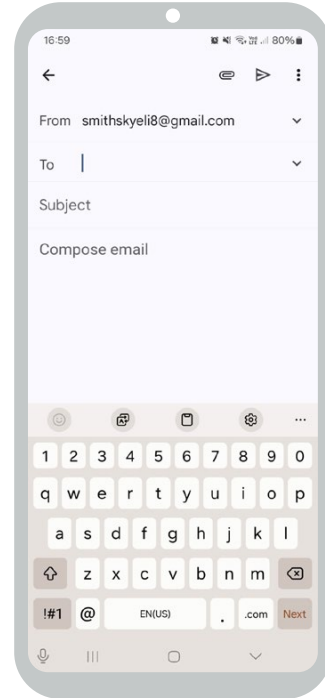 16:59 80%
From smithskyeli8@gmail.com
To
Subject
Compose email
1 2 3 4 5 6 7 8 9 0
q w e r t y u i o p
a s d f g h j k l
z x c v b n m
!#1 @ EN(US) . .com Next